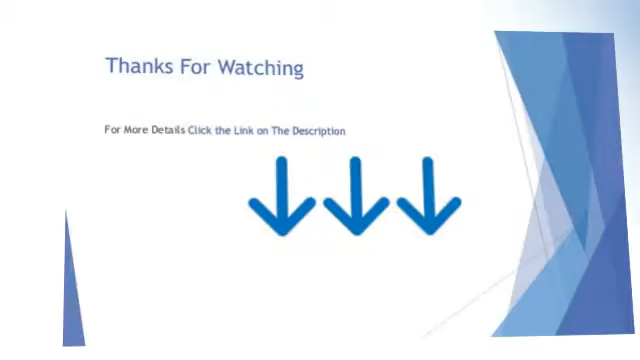 Thanks For Watching
For More Details Click the Link on The Description